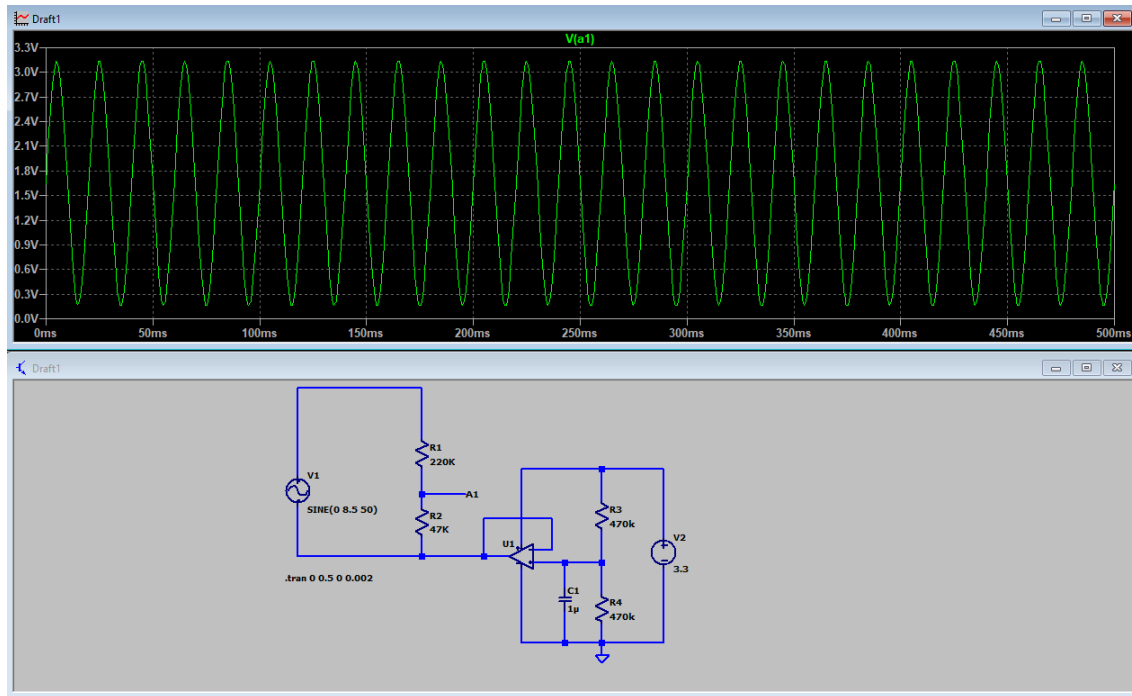 Draft1
V(a1)
3.3V
3.0V
2.7V
2.4V
2.1V
1.8V
1.5V
1.2V
0.9V
0.6V
0.3V
0.0V
0ms 50ms 100ms 150ms 200ms 250ms 300ms 350ms 400ms 450ms 500ms
Draft1
R1
220K
V1
A1
SINE(0 8.5 50)
R2
47K
R3
470k
U1
V2
3.3
.tran 0 0.5 0 0.002
C1
1µ
R4
470k